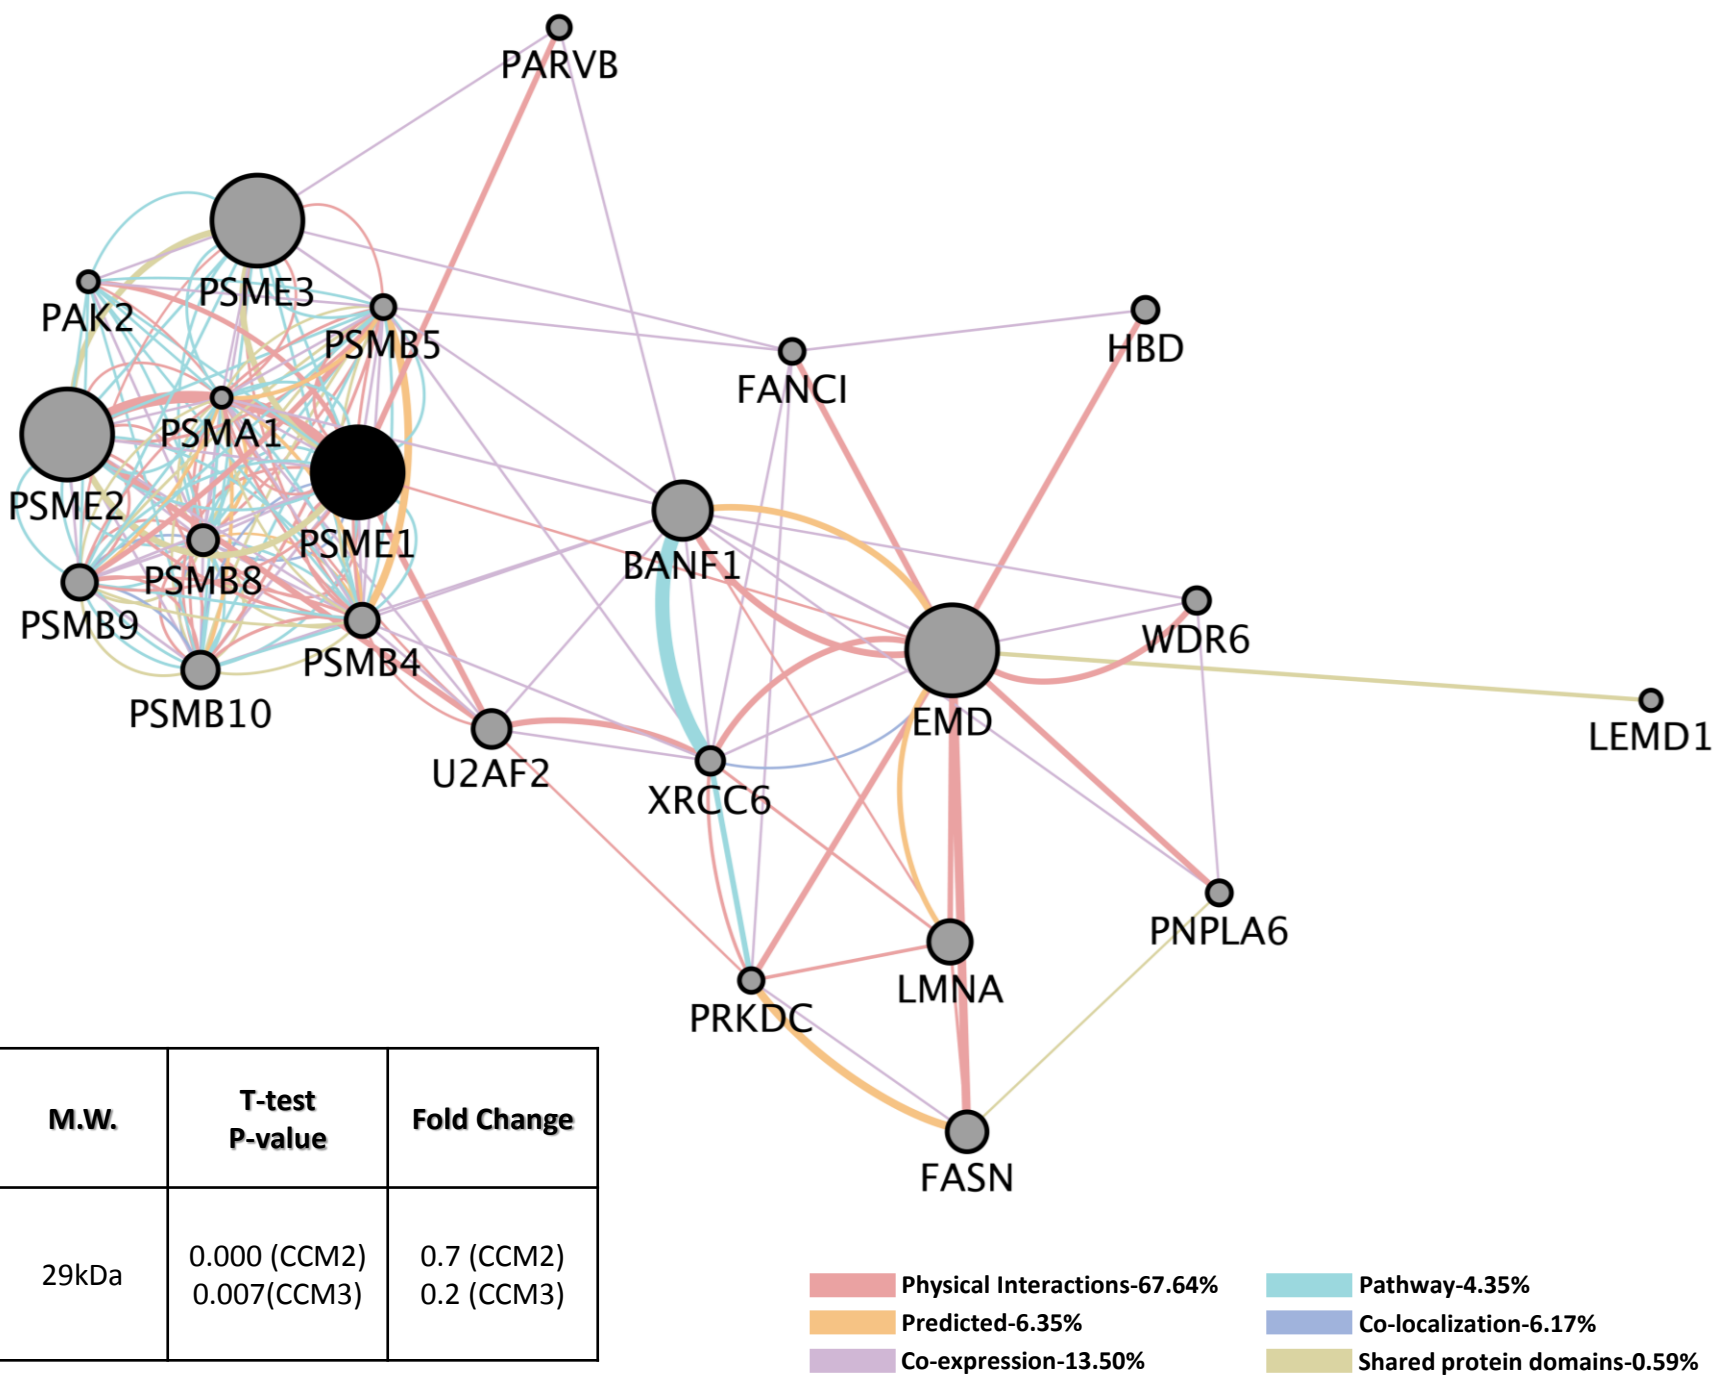 PARVB
PSME3
PAK2
PSMB5
HBD
FANCI
PSMA1
PSME2
PSME1
BANF1
PSMB8
PSMB9
WDR6
PSMB4
EMD
PSMB10
LEMD1
U2AF2
XRCC6
PNPLA6
LMNA
PRKDC
FASN
M.W.
T-test
P-value
Fold Change
29kDa
0.000 (CCM2)
0.007(CCM3)
0.7 (CCM2)
0.2 (CCM3)
Physical Interactions-67.64%
Predicted-6.35%
Co-expression-13.50%
Pathway-4.35%
Co-localization-6.17%
Shared protein domains-0.59%